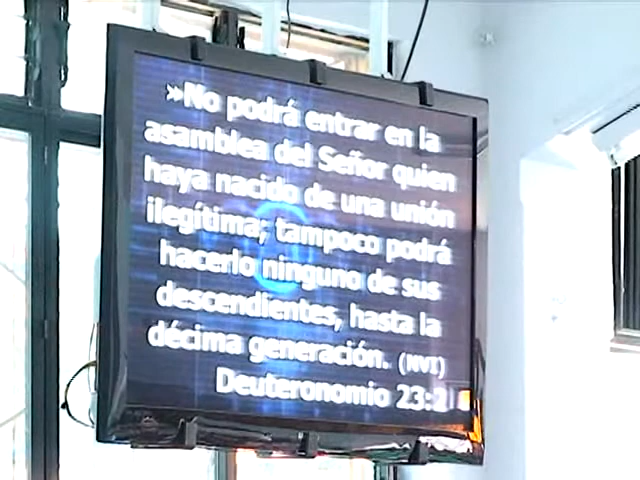 »No podrá entrar en la
asamblea del Señor quien
haya nacido de una unión
ilegítima; tampoco podrá
hacerlo ninguno de sus
descendientes, hasta la
décima generación. (NVI)
Deuteronomio 23:2